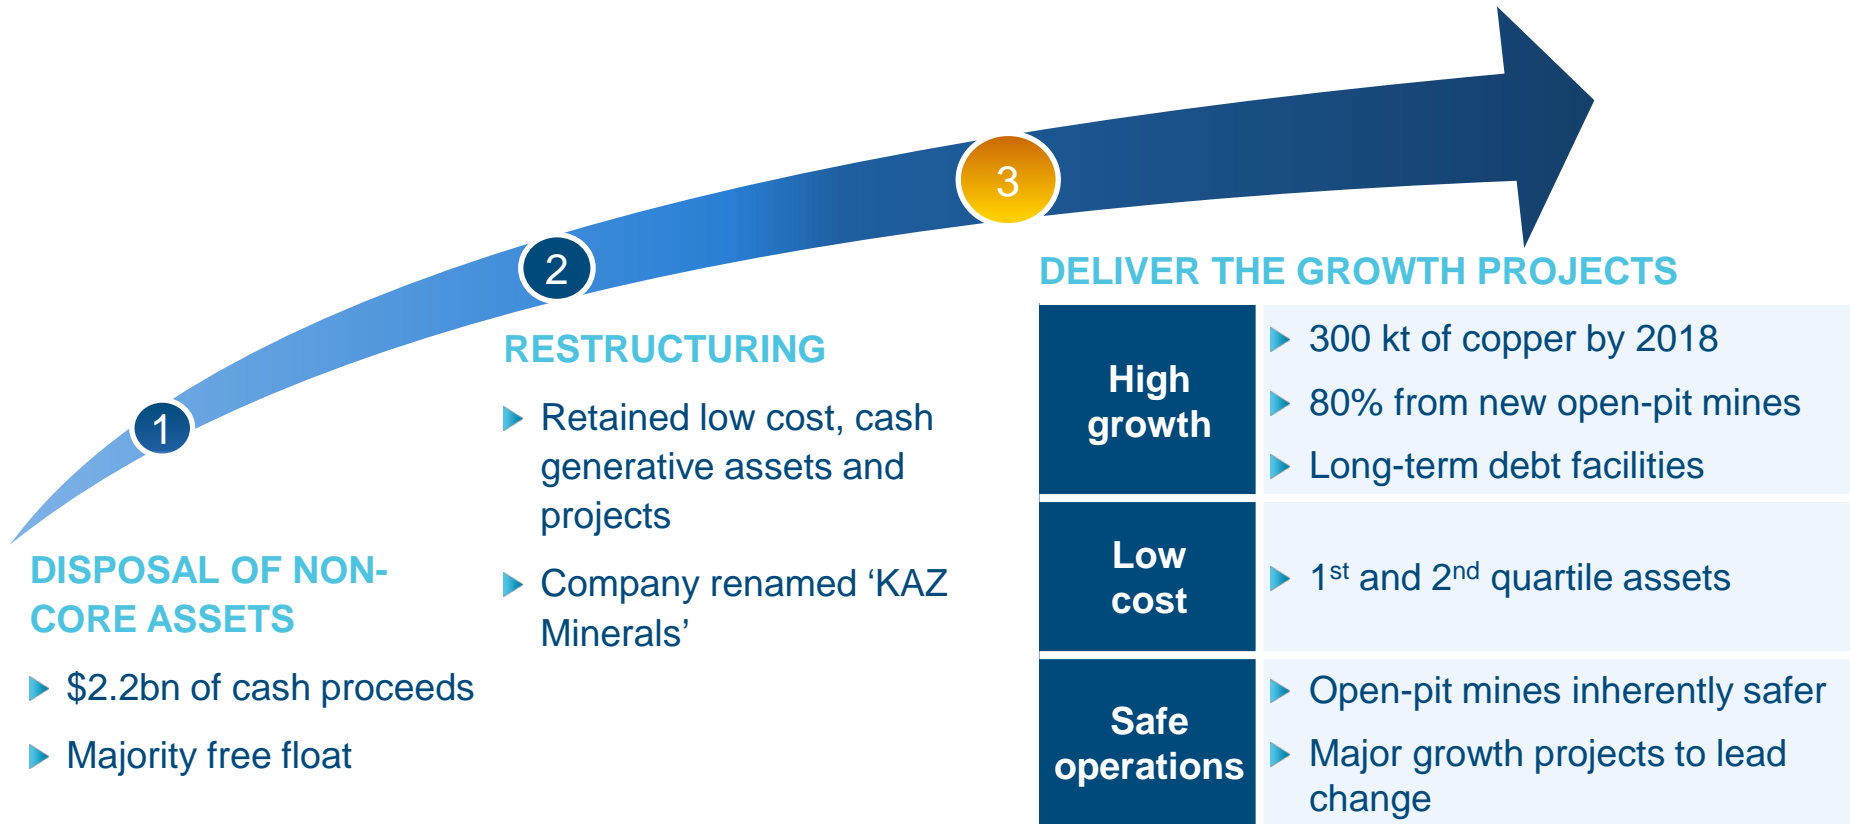 1
2
3
DISPOSAL OF NON-
CORE ASSETS
$2.2bn of cash proceeds
Majority free float
RESTRUCTURING
Retained low cost, cash
generative assets and
projects
Company renamed ‘KAZ
Minerals’
DELIVER THE GROWTH PROJECTS
High
growth
300 kt of copper by 2018
80% from new open-pit mines
Long-term debt facilities
Low
cost
1st and 2nd quartile assets
Safe
operations
Open-pit mines inherently safer
Major growth projects to lead
change